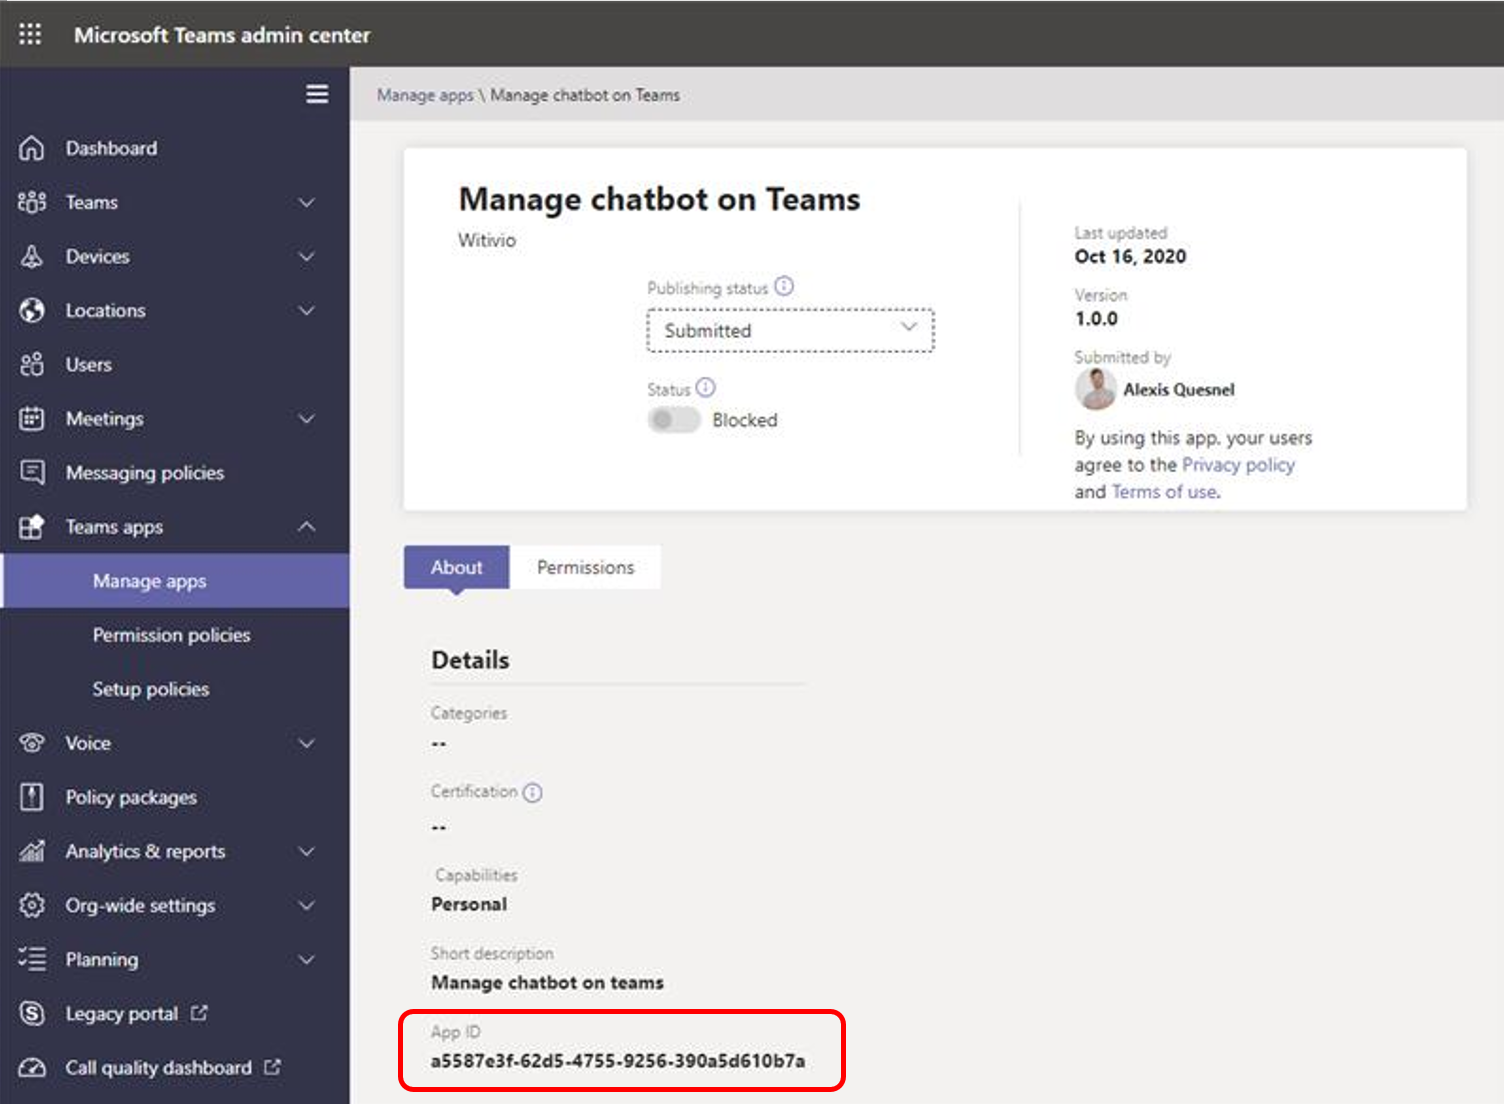 Microsoft Teams admin center
Dashboard
Teams
Devices
Locations
Users
Meetings
Messaging policies
Teams apps
Manage apps
Permission policies
Setup policies
Voice
Policy packages
Analytics & reports
Org-wide settings
Planning
Legacy portal
Call quality dashboard
Manage apps \ Manage chatbot on Teams
Manage chatbot on Teams
Witivio
Publishing status
Submitted
Status
Blocked
Last updated
Oct 16, 2020
Version
1.0.0
Submitted by
Alexis Quesnel
By using this app, your users
agree to the Privacy policy
and Terms of use.
About
Permissions
Details
Categories
--
Certification
--
Capabilities
Personal
Short description
Manage chatbot on teams
App ID
a5587e3f-62d5-4755-9256-390a5d610b7a